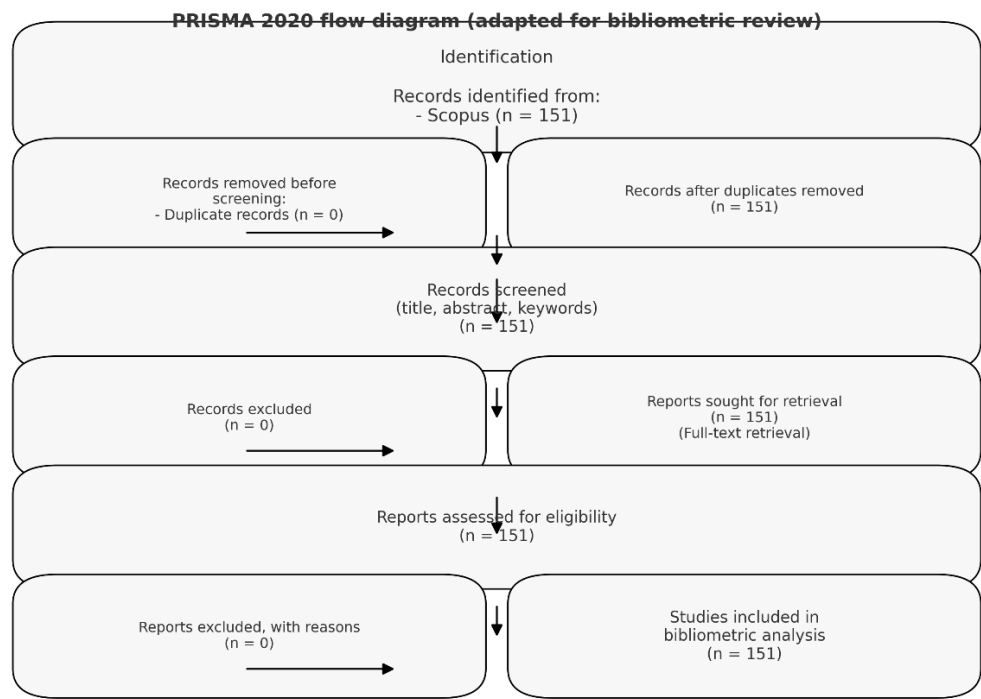 PRISMA 2020 flow diagram (adapted for bibliometric review)
Identification
Records identified from:
- Scopus (n = 151)
Records removed before
screening:
- Duplicate records (n = 0)
Records after duplicates removed
(n = 151)
Records screened
(title, abstract, keywords)
(n = 151)
Records excluded
(n = 0)
Reports sought for retrieval
(n = 151)
(Full-text retrieval)
Reports assessed for eligibility
(n = 151)
Reports excluded, with reasons
(n = 0)
Studies included in
bibliometric analysis
(n = 151)